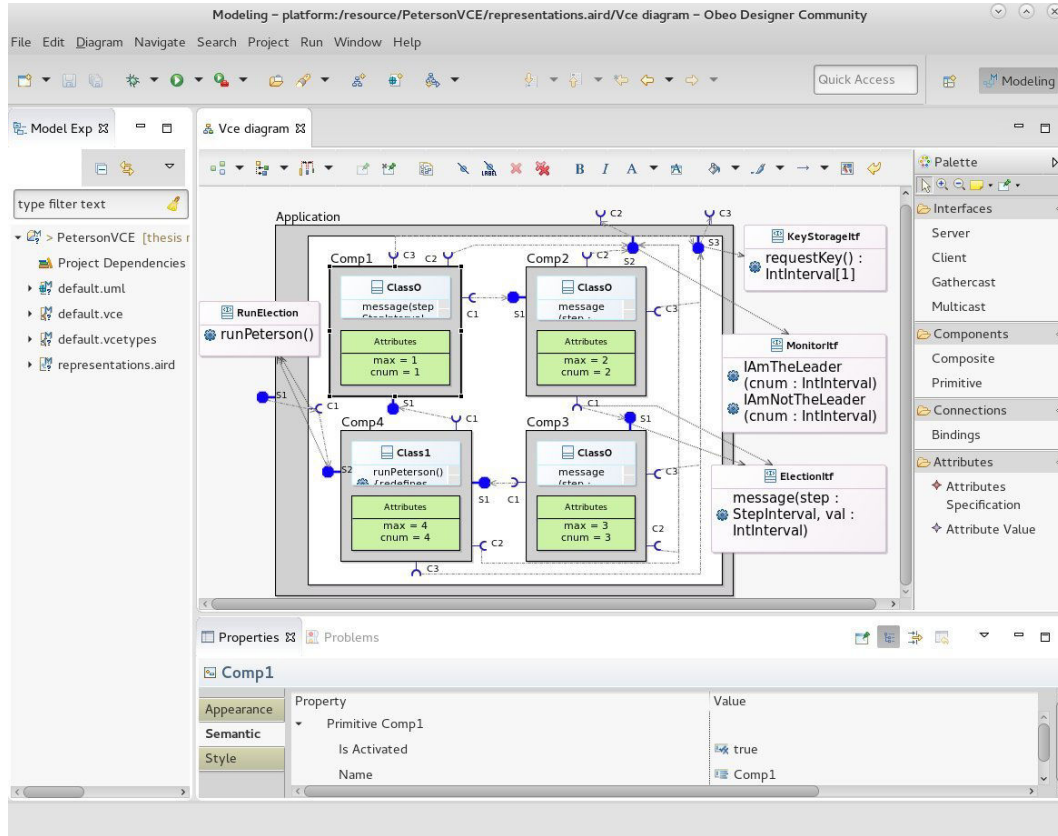 Modeling – platform:/resource/PetersonVCE/representations.aird/Vce diagram – Obeo Designer Community
File Edit Diagram Navigate Search Project Run Window Help
Quick Access
Modeling
Model Exp
Vce diagram
B I A
Palette
type filter text
> PetersonVCE [thesis r
Project Dependencies
default.uml
default.vce
default.vcetypes
representations.aird
Interfaces
Server
Client
Gathercast
Multicast
Components
Composite
Primitive
Connections
Bindings
Attributes
Attributes
Specification
Attribute Value
Application
C2
C3
S2
S3
KeyStorageItf
requestKey() :
IntInterval[1]
Comp1
C3
C2
Class0
message(step
Attributes
max = 1
cnum = 1
C1
S1
S1
Comp2
C2
Class0
message
(step :
Attributes
max = 2
cnum = 2
C3
C1
RunElection
runPeterson()
S1
C1
MonitorItf
IAmTheLeader
(cnum : IntInterval)
IAmNotTheLeader
(cnum : IntInterval)
Comp4
C1
S2
Class1
runPeterson()
{redefines
Attributes
max = 4
cnum = 4
S1
C1
C2
C3
Comp3
S1
Class0
message
(step :
Attributes
max = 3
cnum = 3
C3
C2
ElectionItf
message(step :
StepInterval, val :
IntInterval)
Properties
Problems
Comp1
Appearance
Semantic
Style
Property Value
Primitive Comp1
Is Activated true
Name Comp1